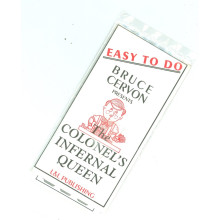 EASY TO DO
BRUCE
CERVON
PRESENTS
"The
COLONEL'S
INFERNAL
QUEEN
L&L PUBLISHING